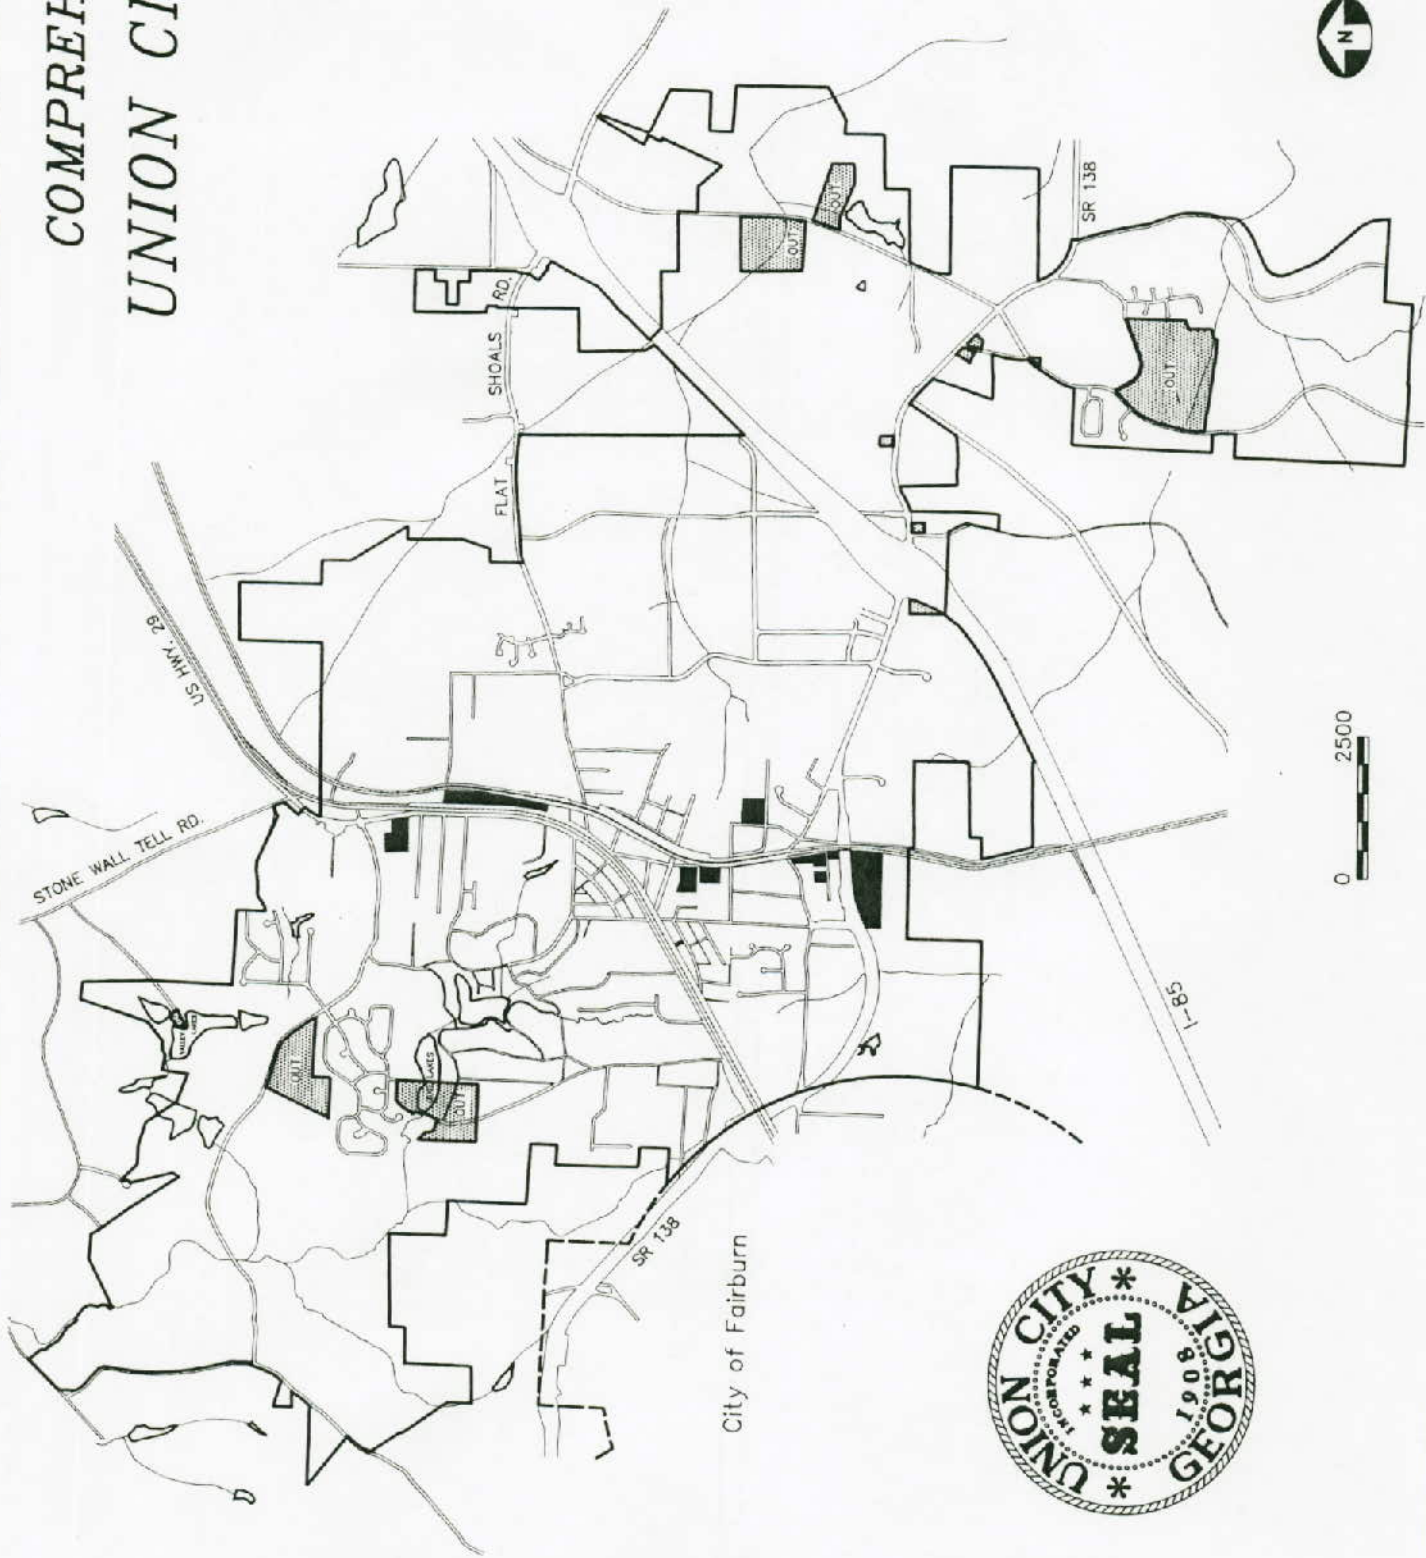 COMPREH
UNION CI
N
US HWY. 29
STONE WALL TELL RD.
FLAT SHOALS RD.
SR 138
OUT
OUT
OUT
OUT
OUT
LAKES
SR 138
City of Fairburn
I-85
0 2500
UNION CITY
INCORPORATED
SEAL
1908
GEORGIA